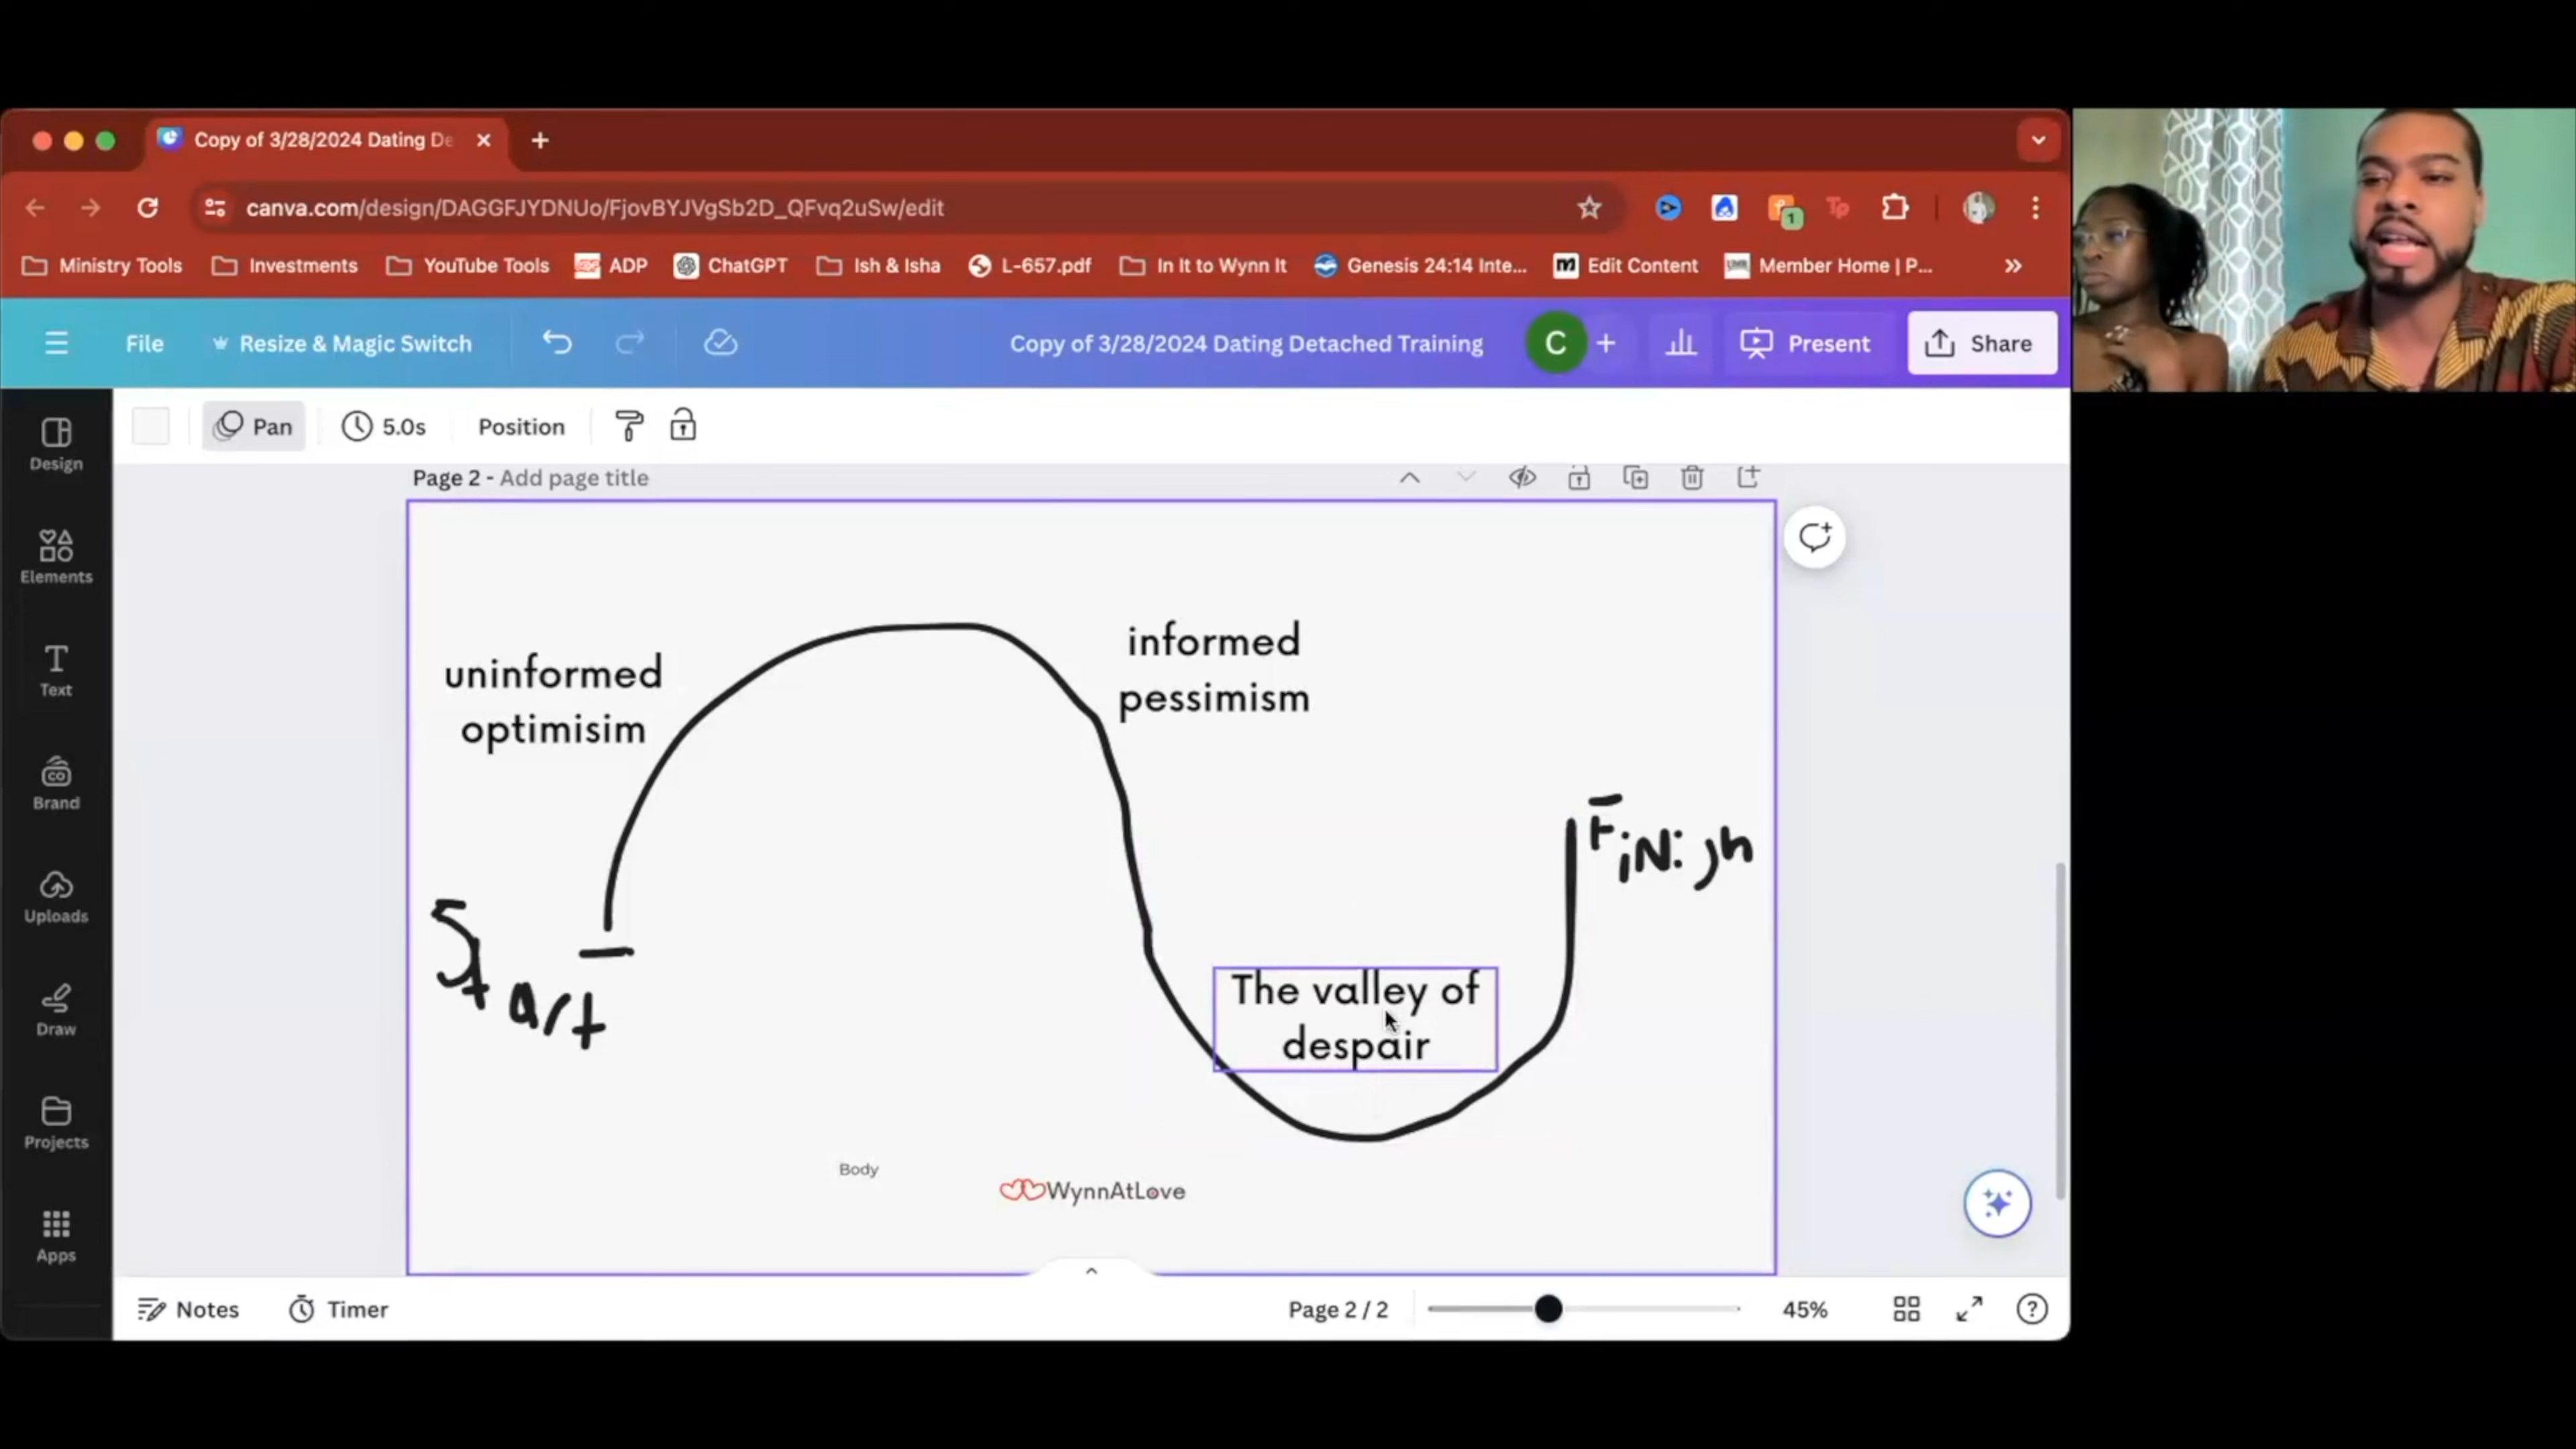 Copy of 3/28/2024 Dating De
canva.com/design/DAGGFJYDNUo/FjovBYJVgSb2D_QFvq2uSw/edit
1
Tp
Ministry Tools
Investments
YouTube Tools
ADP
ChatGPT
Ish & Isha
L-657.pdf
In It to Wynn It
Genesis 24:14 Inte...
Edit Content
Member Home | P...
File
Resize & Magic Switch
Copy of 3/28/2024 Dating Detached Training
C
Present
Share
Pan
5.0s
Position
Design
Elements
Text
Brand
Uploads
Draw
Projects
Apps
Page 2 - Add page title
uninformed
optimisim
informed
pessimism
Start
FiNish
The valley of
despair
Body
WynnAtLove
Notes
Timer
Page 2 / 2
45%